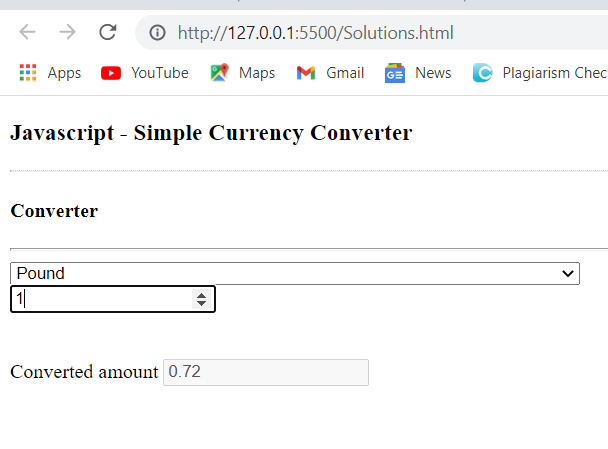 http://127.0.0.1:5500/Solutions.html
Apps YouTube Maps Gmail GE News C Plagiarism Chec
Javascript - Simple Currency Converter
Converter
Pound
1
Converted amount 0.72